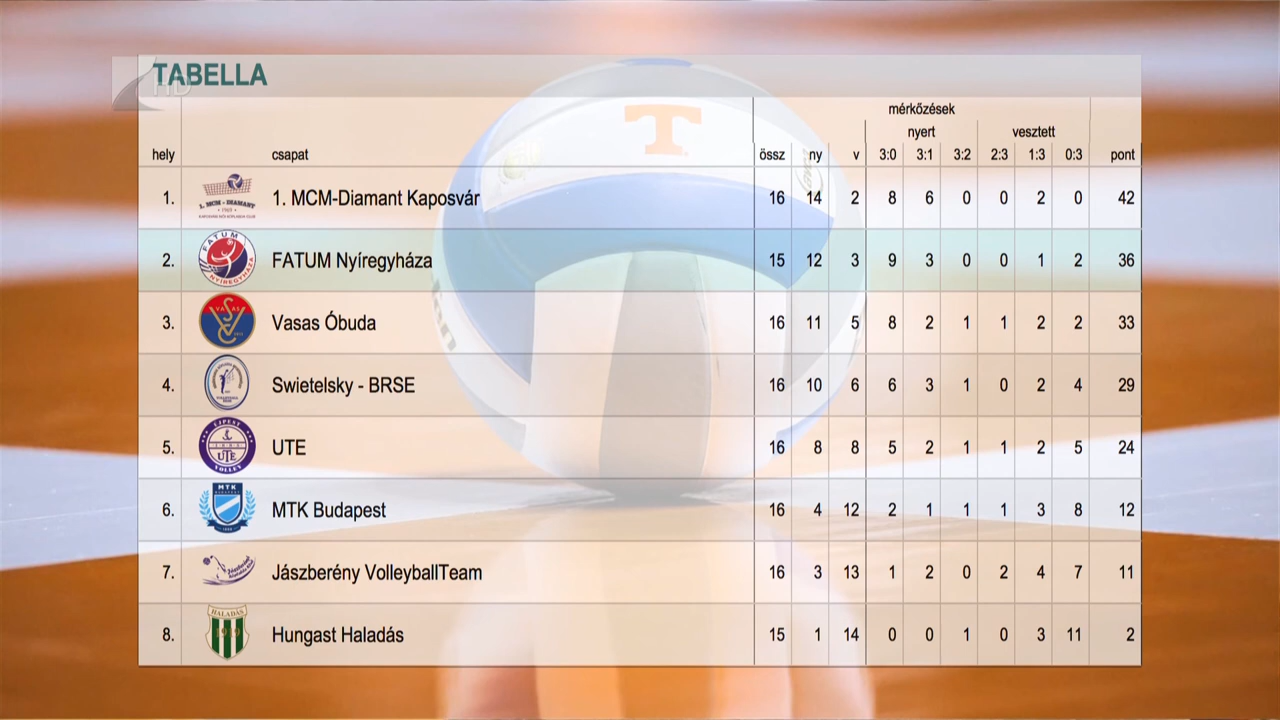 TABELLA
HD
mérkőzések
nyert vesztett
hely csapat össz ny v 3:0 3:1 3:2 2:3 1:3 0:3 pont
1. 1. MCM-Diamant Kaposvár 16 14 2 8 6 0 0 2 0 42
2. FATUM Nyíregyháza 15 12 3 9 3 0 0 1 2 36
3. Vasas Óbuda 16 11 5 8 2 1 1 2 2 33
4. Swietelsky - BRSE 16 10 6 6 3 1 0 2 4 29
5. UTE 16 8 8 5 2 1 1 2 5 24
6. MTK Budapest 16 4 12 2 1 1 1 3 8 12
7. Jászberény VolleyballTeam 16 3 13 1 2 0 2 4 7 11
8. Hungast Haladás 15 1 14 0 0 1 0 3 11 2